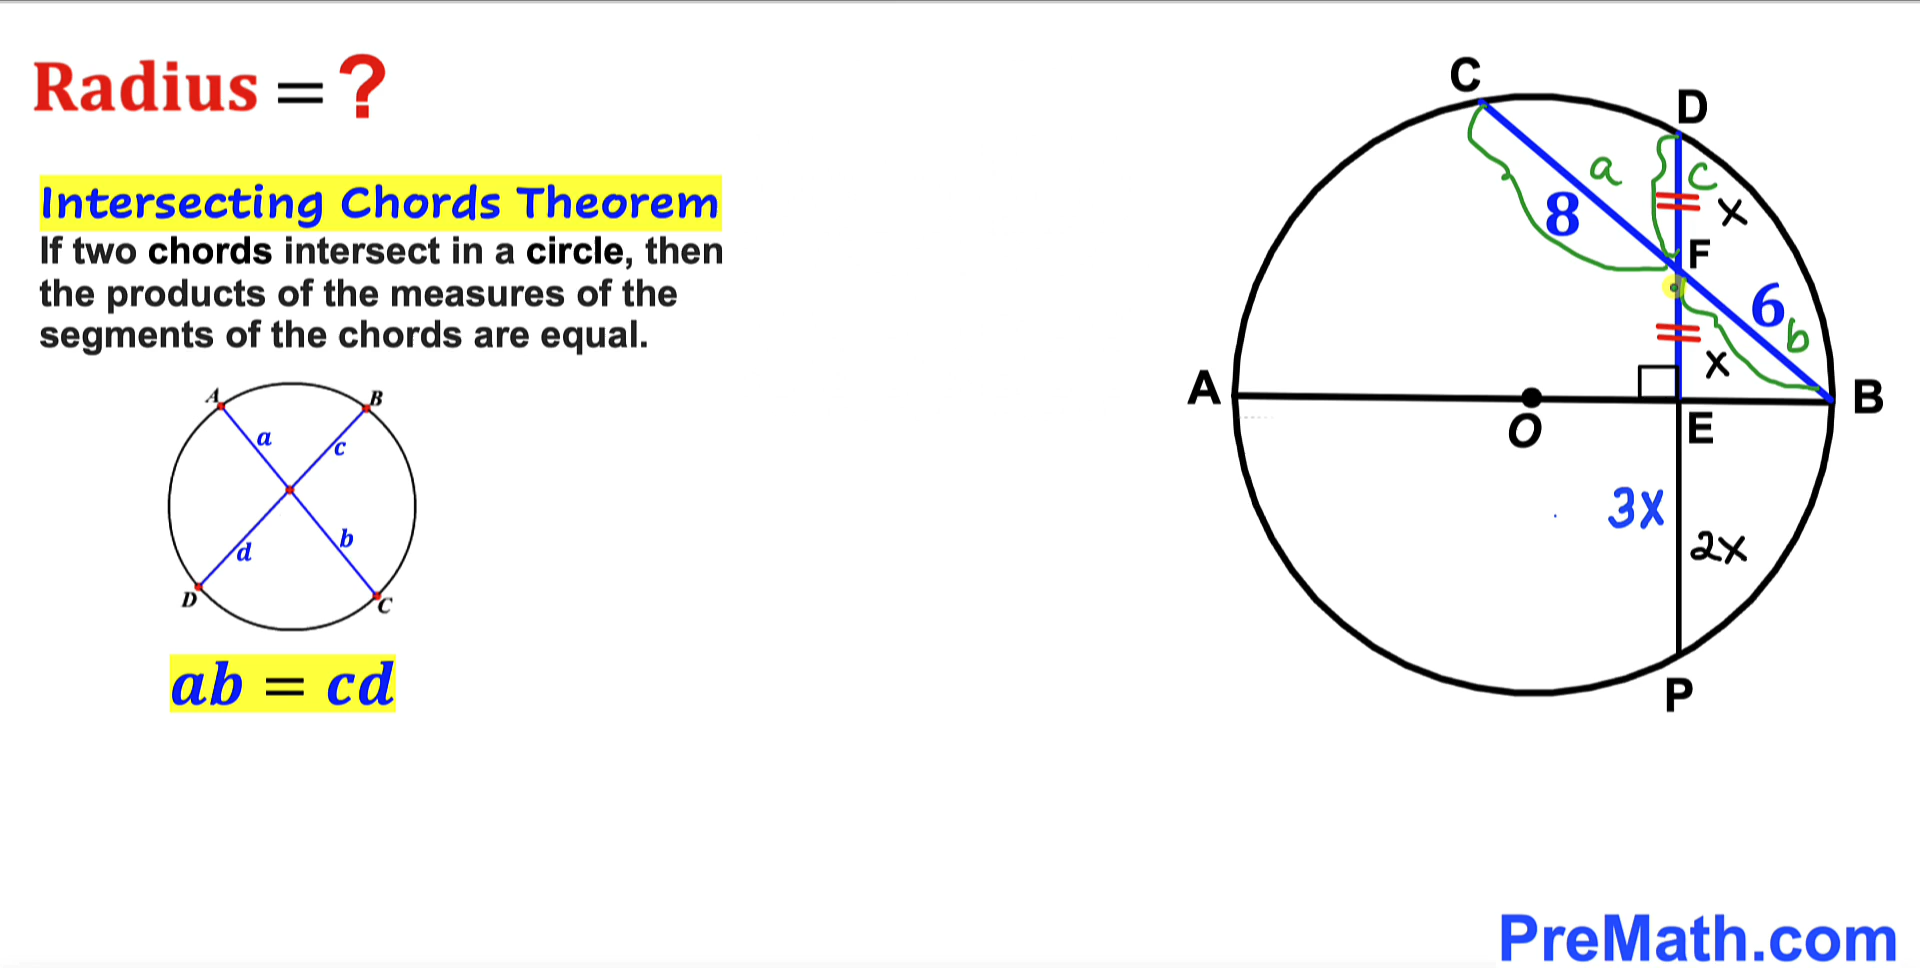 Radius = ?
Intersecting Chords Theorem
If two chords intersect in a circle, then
the products of the measures of the
segments of the chords are equal.
A
B
a
c
d
b
D
C
ab = cd
C
D
a
c
x
8
F
6
b
x
A
B
O
E
3x
2x
P
PreMath.com